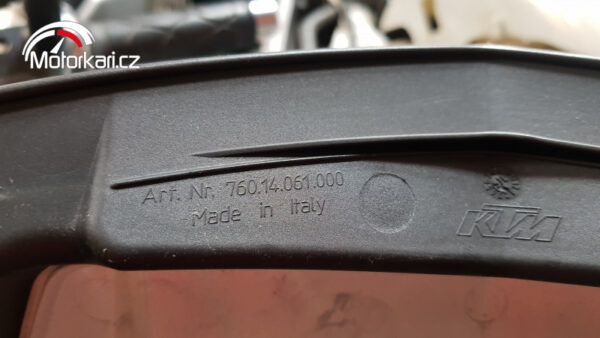 Motorkari.cz
Art. Nr. 760.14.061.000
Made in Italy
KTM